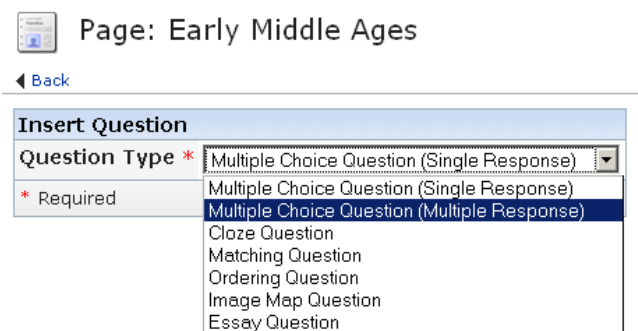 Page: Early Middle Ages
Back
Insert Question
Question Type * Multiple Choice Question (Single Response)
* Required
Multiple Choice Question (Single Response)
Multiple Choice Question (Multiple Response)
Cloze Question
Matching Question
Ordering Question
Image Map Question
Essay Question